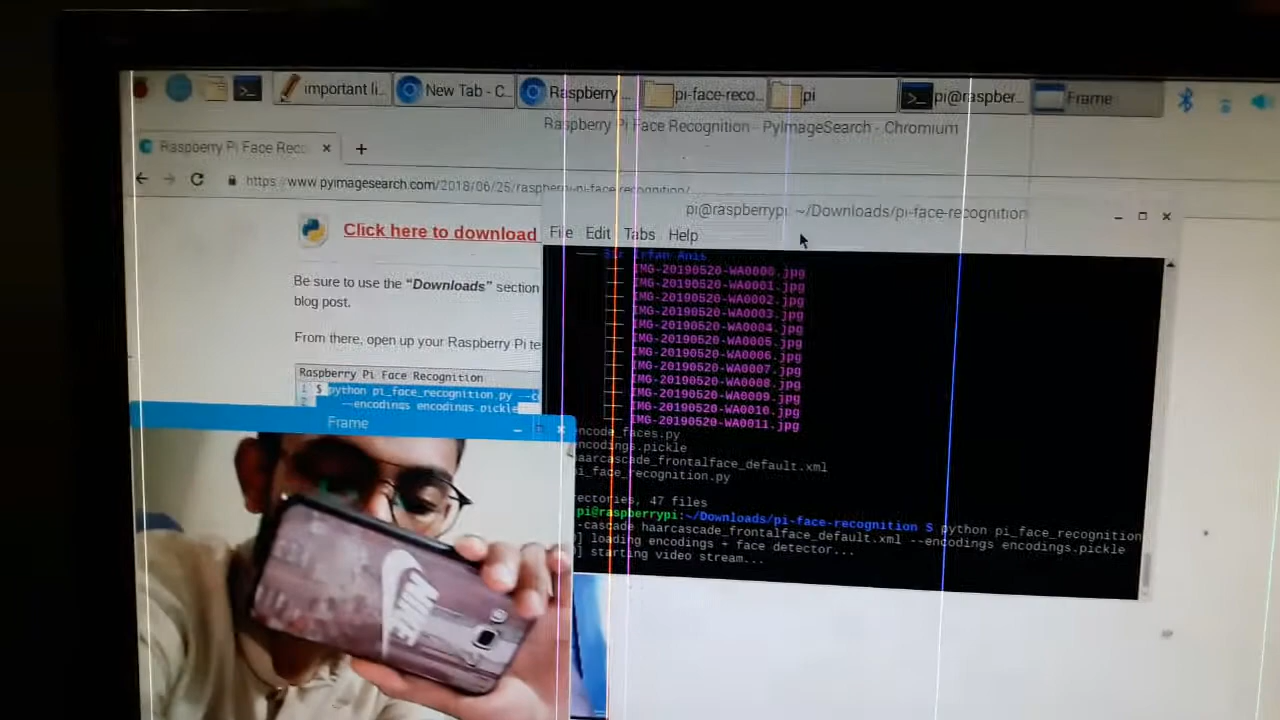 important li...
New Tab - C...
Raspberry ...
pi-face-reco...
pi
pi@raspber...
Frame
Raspberry Pi Face Recognition - PyImageSearch - Chromium
Raspberry Pi Face Reco
https://www.pyimagesearch.com/2018/06/25/raspberry-pi-face-recognition/
Click here to download
Be sure to use the "Downloads" section
blog post.
From there, open up your Raspberry Pi te
Raspberry Pi Face Recognition
1 $ python pi_face_recognition.py --c
2 --encodings encodings.pickle
pi@raspberrypi: ~/Downloads/pi-face-recognition
File Edit Tabs Help
Irfan Anis
IMG-20190520-WA0000.jpg
IMG-20190520-WA0001.jpg
IMG-20190520-WA0002.jpg
IMG-20190520-WA0003.jpg
IMG-20190520-WA0004.jpg
IMG-20190520-WA0005.jpg
IMG-20190520-WA0006.jpg
IMG-20190520-WA0007.jpg
IMG-20190520-WA0008.jpg
IMG-20190520-WA0009.jpg
IMG-20190520-WA0010.jpg
IMG-20190520-WA0011.jpg
encode_faces.py
encodings.pickle
haarcascade_frontalface_default.xml
pi_face_recognition.py
rectories, 47 files
pi@raspberrypi:~/Downloads/pi-face-recognition $ python pi_face_recognition
-cascade haarcascade_frontalface_default.xml --encodings encodings.pickle
] loading encodings + face detector...
] starting video stream...
Frame
NIKE